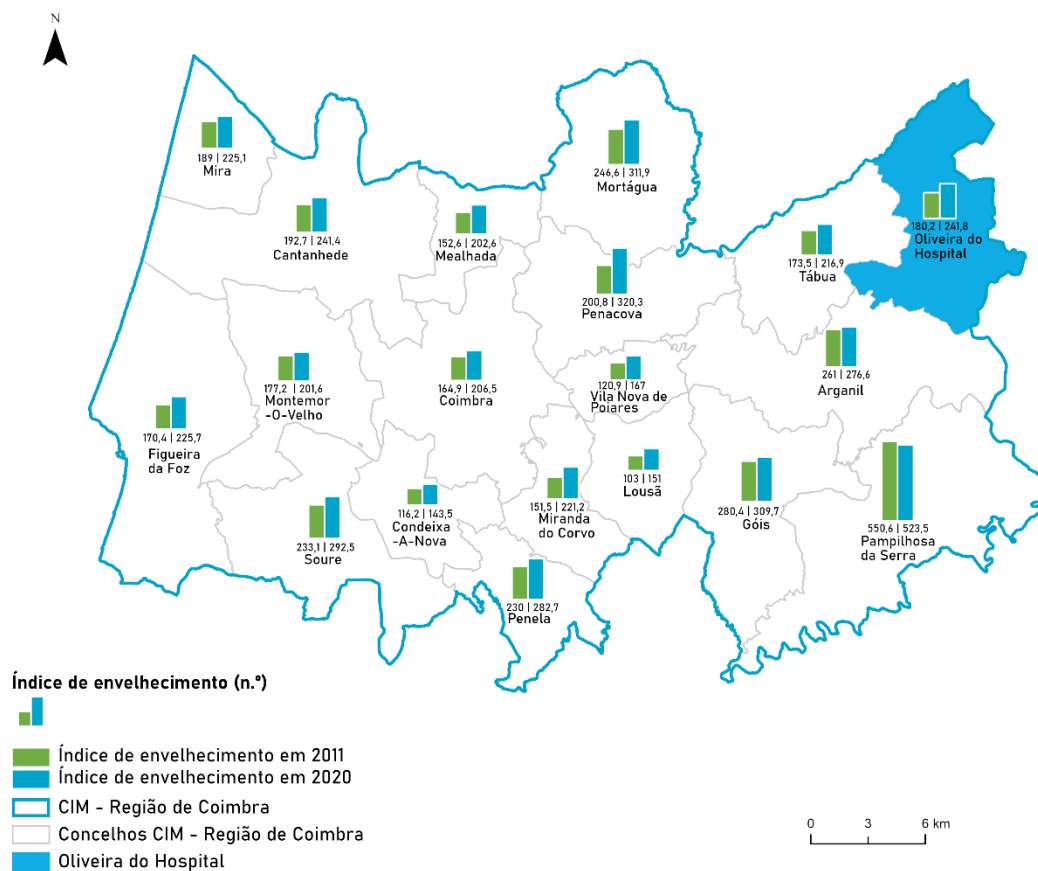 N
189 | 225,1
Mira
192,7 | 241,4
Cantanhede
152,6 | 202,6
Mealhada
246,6 | 311,9
Mortágua
180,2 | 241,8
Oliveira do
Hospital
173,5 | 216,9
Tábua
200,8 | 320,3
Penacova
261 | 276,6
Arganil
177,2 | 201,6
Montemor
-O-Velho
164,9 | 206,5
Coimbra
120,9 | 167
Vila Nova de
Poiares
170,4 | 225,7
Figueira
da Foz
103 | 151
Lousã
280,4 | 309,7
Góis
550,6 | 523,5
Pampilhosa
da Serra
116,2 | 143,5
Condeixa
-A-Nova
151,5 | 221,2
Miranda
do Corvo
233,1 | 292,5
Soure
230 | 282,7
Penela
Índice de envelhecimento (n.º)
Índice de envelhecimento em 2011
Índice de envelhecimento em 2020
CIM - Região de Coimbra
Concelhos CIM - Região de Coimbra
Oliveira do Hospital
0 3 6 km